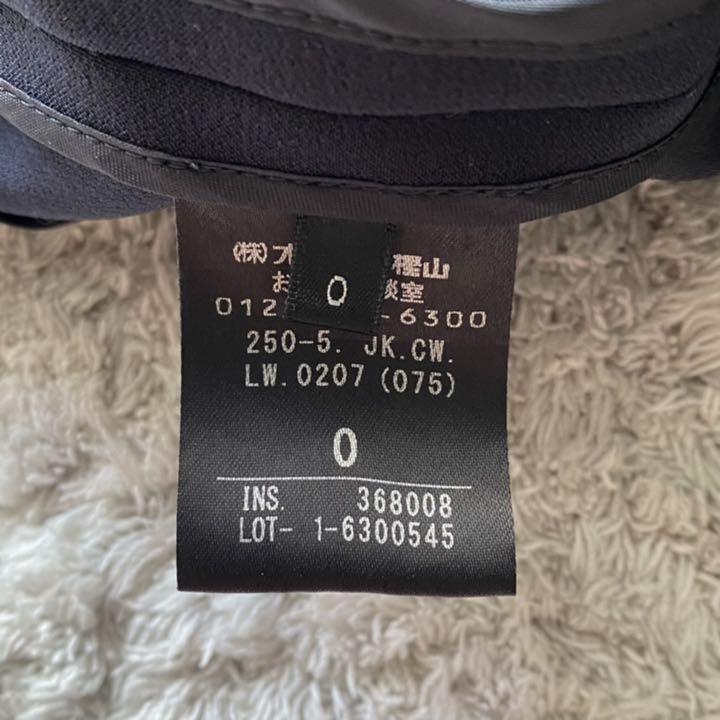 (株)オ 樫山
お 談室
012 -6300
0
250-5. JK.CW.
LW.0207 (075)
0
INS. 368008
LOT- 1-6300545